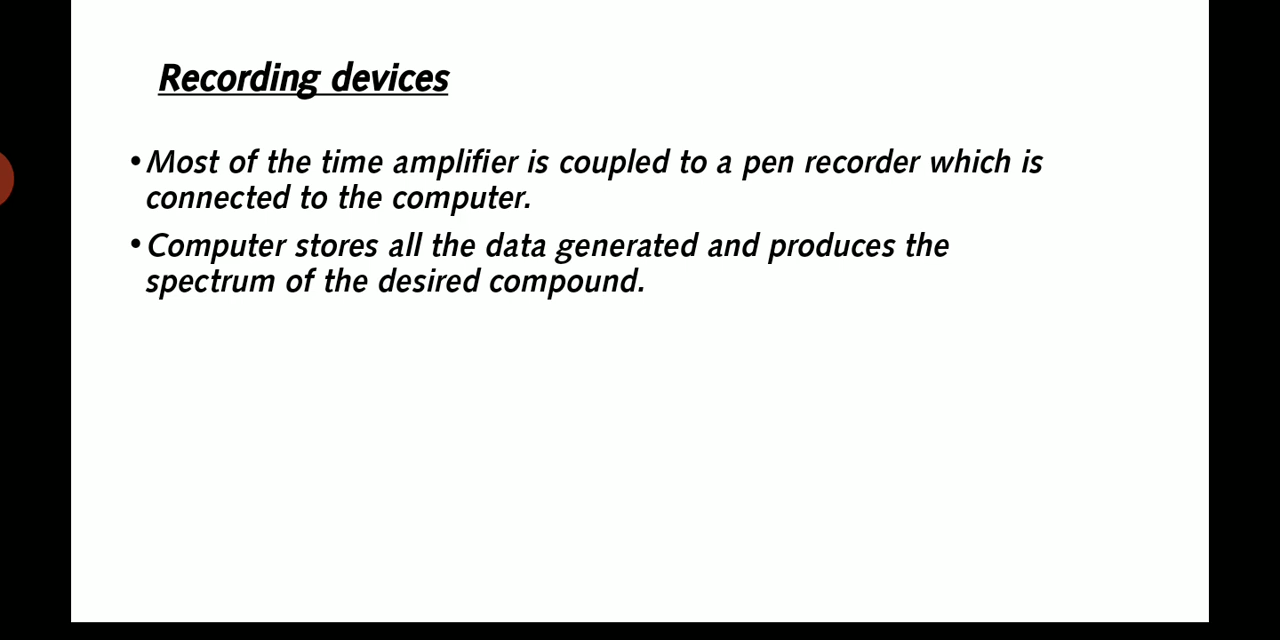 Recording devices
•Most of the time amplifier is coupled to a pen recorder which is
connected to the computer.
•Computer stores all the data generated and produces the
spectrum of the desired compound.